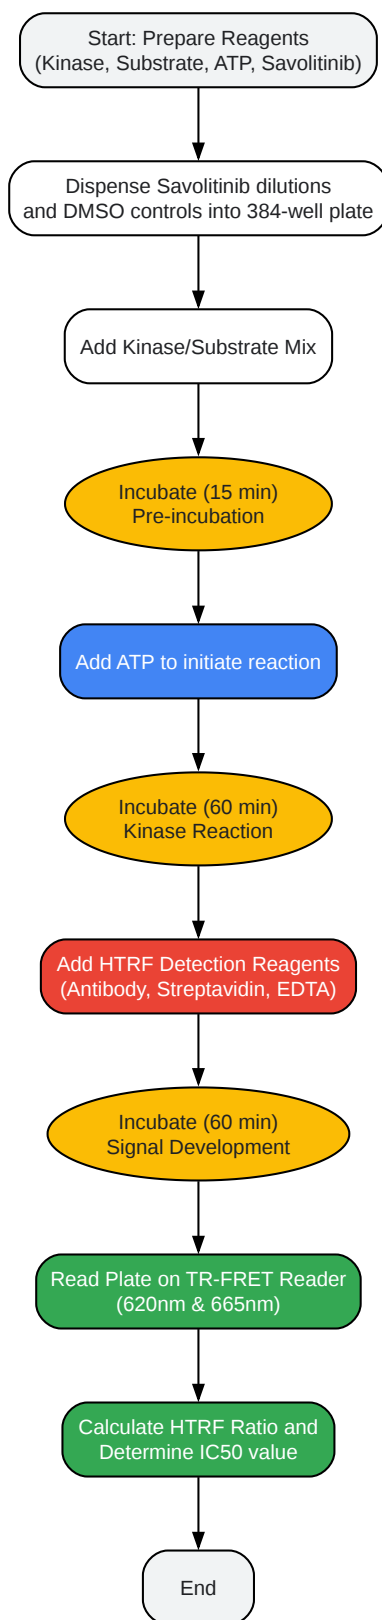 Start: Prepare Reagents
(Kinase, Substrate, ATP, Savolitinib)
Dispense Savolitinib dilutions
and DMSO controls into 384-well plate
Add Kinase/Substrate Mix
Incubate (15 min)
Pre-incubation
Add ATP to initiate reaction
Incubate (60 min)
Kinase Reaction
Add HTRF Detection Reagents
(Antibody, Streptavidin, EDTA)
Incubate (60 min)
Signal Development
Read Plate on TR-FRET Reader
(620nm & 665nm)
Calculate HTRF Ratio and
Determine IC50 value
End